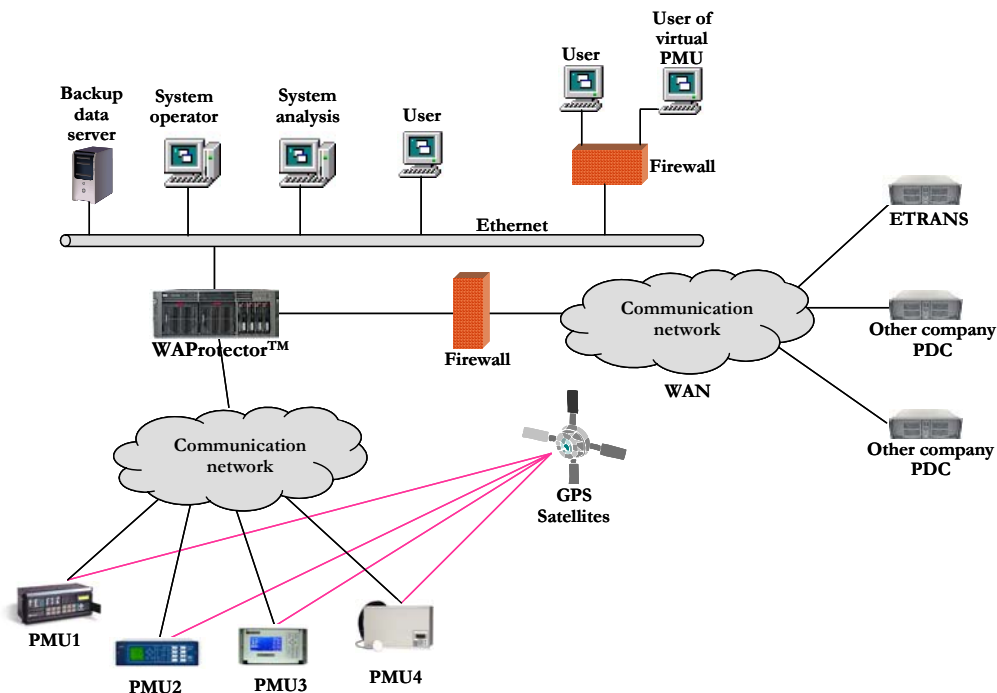 User of
virtual
PMU
User
Backup
data
server
System
operator
System
analysis
User
Firewall
Ethernet
ETRANS
Communication
network
WAProtector™
Firewall
Other company
PDC
WAN
Communication
network
Other company
PDC
GPS
Satellites
PMU1
PMU2
PMU3
PMU4